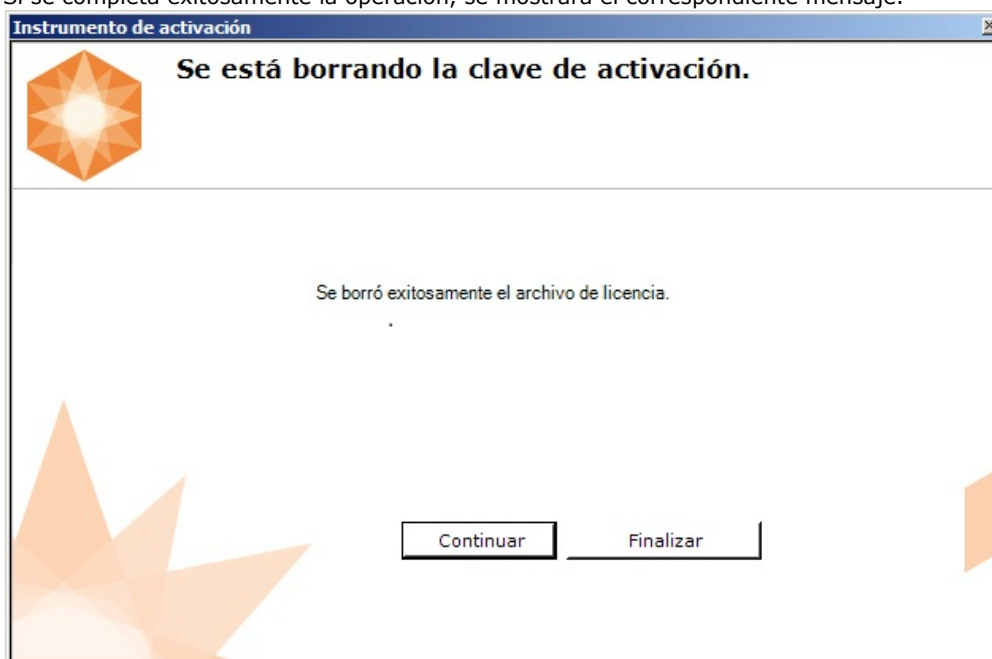 Si se completa exitosamente la operación, se mostrará el correspondiente mensaje.
Instrumento de activación
Se está borrando la clave de activación.
Se borró exitosamente el archivo de licencia.
.
Continuar
Finalizar